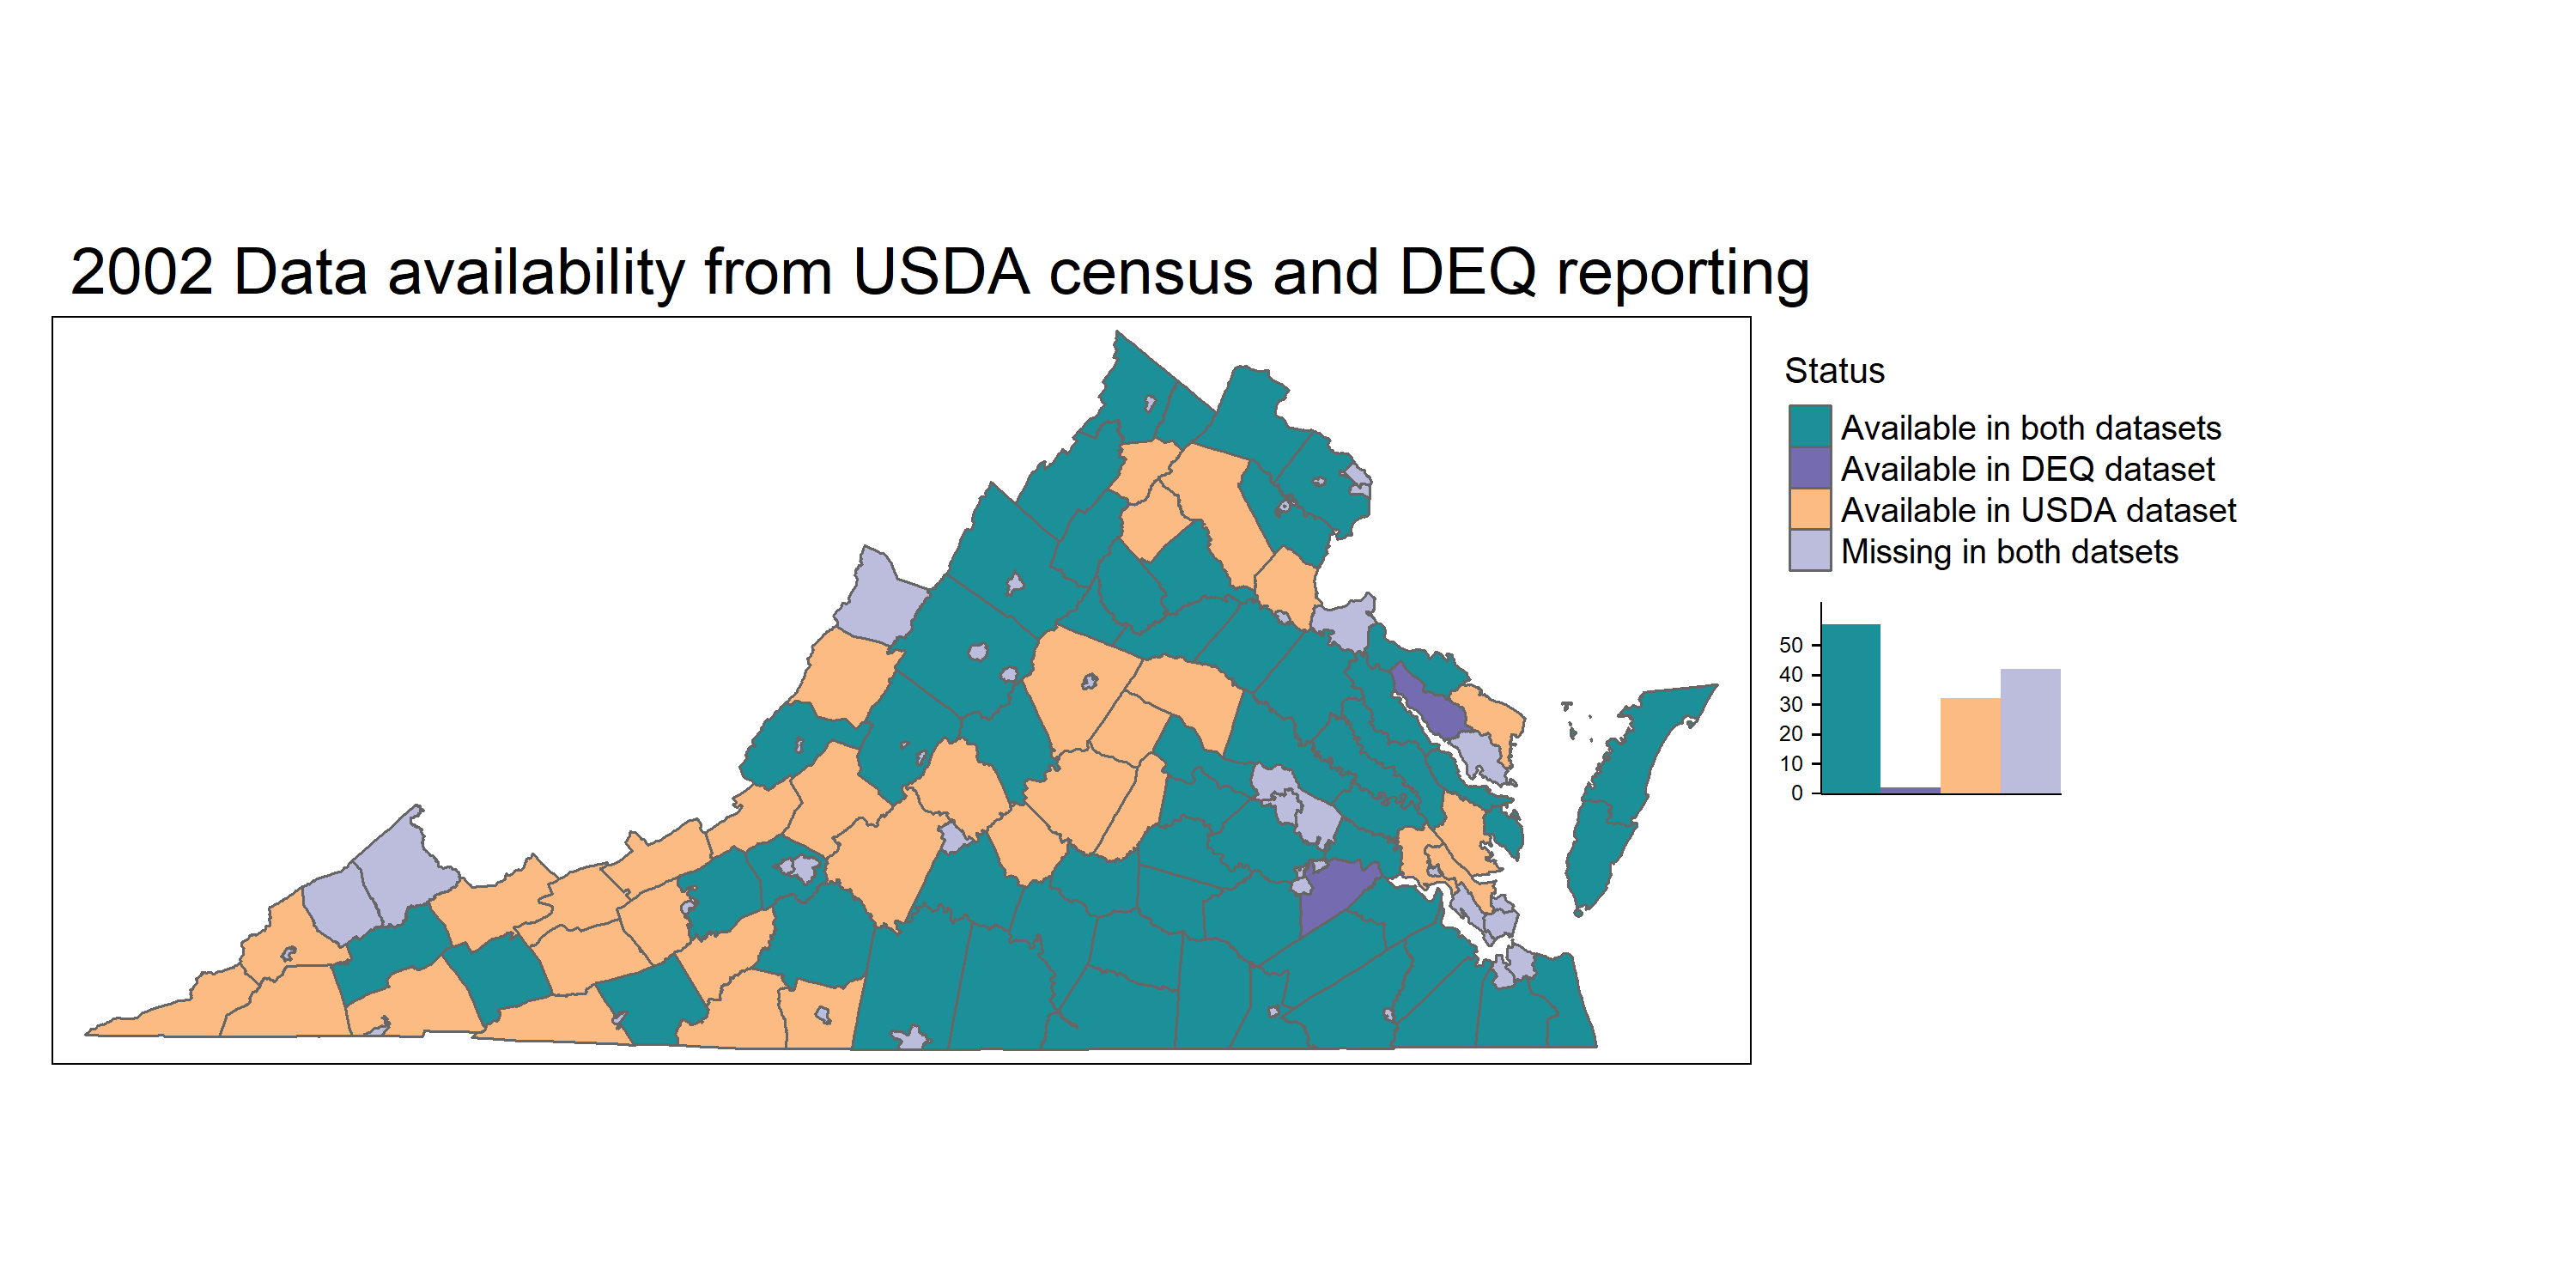 2002 Data availability from USDA census and DEQ reporting
Status
Available in both datasets
Available in DEQ dataset
Available in USDA dataset
Missing in both datsets
50
40
30
20
10
0